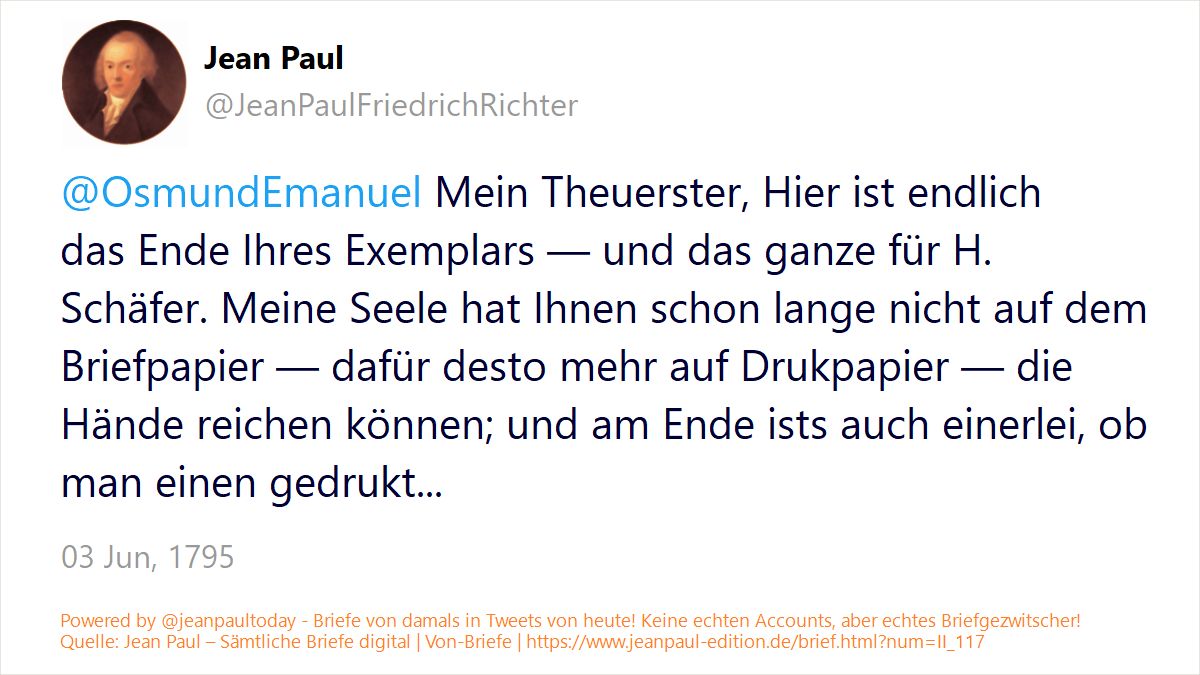 Jean Paul
@JeanPaulFriedrichRichter
@OsmundEmanuel Mein Theuerster, Hier ist endlich
das Ende Ihres Exemplars — und das ganze für H.
Schäfer. Meine Seele hat Ihnen schon lange nicht auf dem
Briefpapier — dafür desto mehr auf Drukpapier — die
Hände reichen können; und am Ende ists auch einerlei, ob
man einen gedrukt...
03 Jun, 1795
Powered by @jeanpaultoday - Briefe von damals in Tweets von heute! Keine echten Accounts, aber echtes Briefgezwitscher!
Quelle: Jean Paul – Sämtliche Briefe digital | Von-Briefe | https://www.jeanpaul-edition.de/brief.html?num=II_117